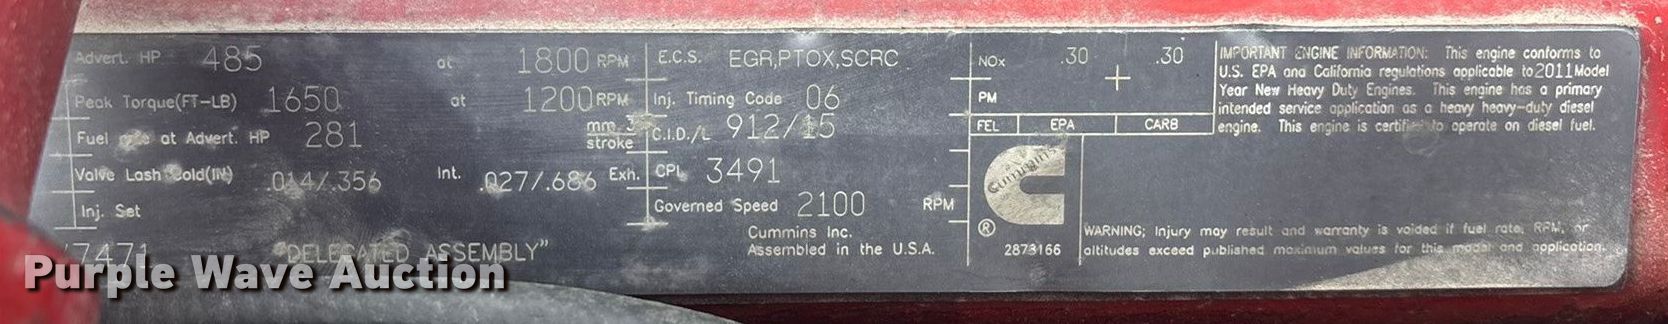 Advert. HP 485 at 1800 RPM
Peak Torque(FT-LB) 1650 at 1200 RPM
Fuel rate at Advert. HP 281 mm 3 stroke
Valve Lash Cold(IN) .014/.356 Int. .027/.686 Exh.
Inj. Set
7471 "DELEGATED ASSEMBLY"
E.C.S. EGR,PTOX,SCRC
Inj. Timing Code 06
C.I.D./L 912/15
CPL 3491
Governed Speed 2100 RPM
Cummins Inc.
Assembled in the U.S.A.
NOx .30 .30
PM
FEL EPA CARB
Cummins
®
2873166
IMPORTANT ENGINE INFORMATION: This engine conforms to
U.S. EPA and California regulations applicable to 2011 Model
Year New Heavy Duty Engines. This engine has a primary
intended service application as a heavy heavy-duty diesel
engine. This engine is certified to operate on diesel fuel.
WARNING; Injury may result and warranty is voided if fuel rate, RPM, or
altitudes exceed published maximum values for this model and application.
Purple Wave Auction